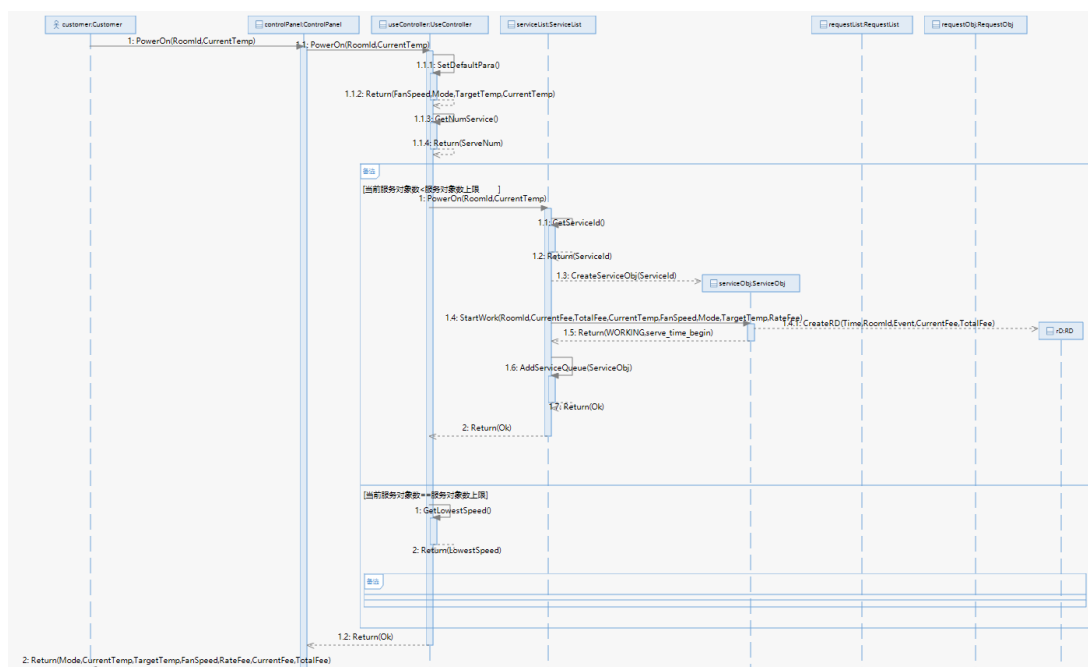 customer:Customer
controlPanel:ControlPanel
useController:UseController
serviceList:ServiceList
requestList:RequestList
requestObj:RequestObj
1: PowerOn(RoomId,CurrentTemp)
1.1: PowerOn(RoomId,CurrentTemp)
1.1.1: SetDefaultPara()
1.1.2: Return(FanSpeed,Mode,TargetTemp,CurrentTemp)
1.1.3: GetNumService()
1.1.4: Return(ServeNum)
备选
[当前服务对象数<服务对象数上限 ]
1: PowerOn(RoomId,CurrentTemp)
1.1: GetServiceId()
1.2: Return(ServiceId)
1.3: CreateServiceObj(ServiceId)
serviceObj:ServiceObj
1.4: StartWork(RoomId,CurrentFee,TotalFee,CurrentTemp,FanSpeed,Mode,TargetTemp,RateFee)
1.4.1: CreateRD(Time,RoomId,Event,CurrentFee,TotalFee)
rD:RD
1.5: Return(WORKING,serve_time_begin)
1.6: AddServiceQueue(ServiceObj)
1.7: Return(Ok)
2: Return(Ok)
[当前服务对象数==服务对象数上限]
1: GetLowestSpeed()
2: Return(LowestSpeed)
备选
1.2: Return(Ok)
2: Return(Mode,CurrentTemp,TargetTemp,FanSpeed,RateFee,CurrentFee,TotalFee)